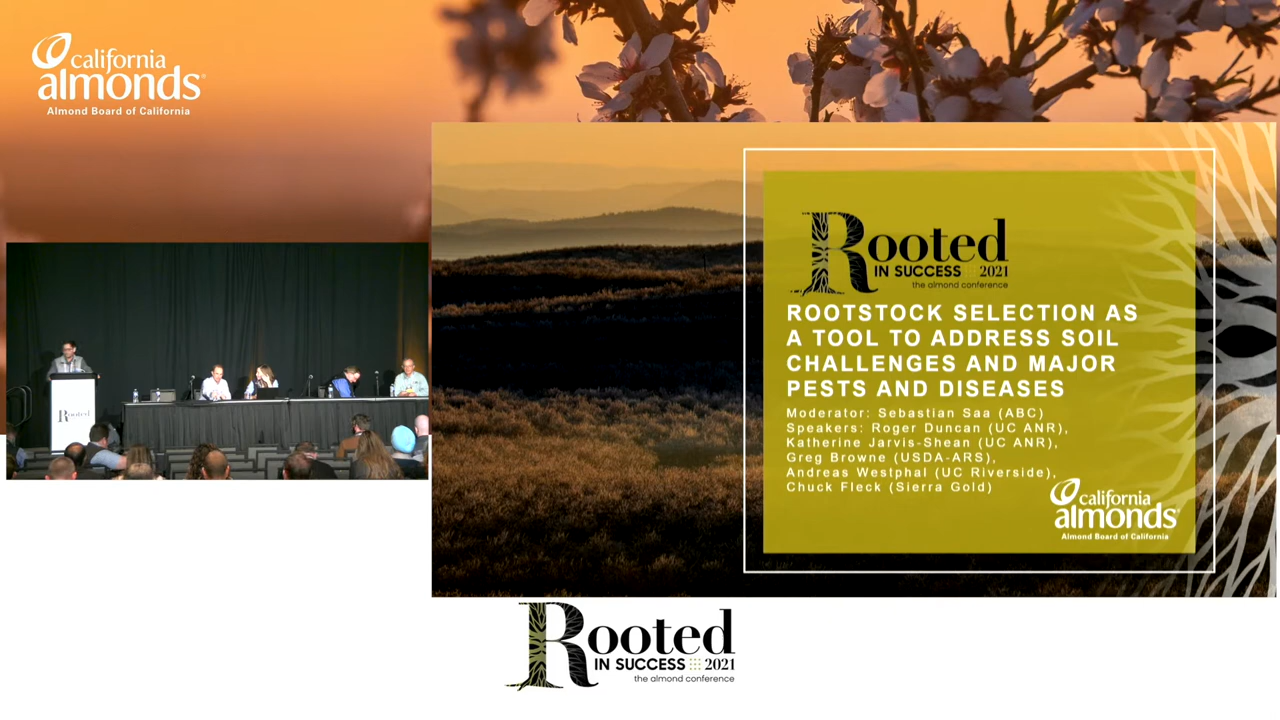 california
almonds
Almond Board of California
Rooted
IN SUCCESS 2021
the almond conference
ROOTSTOCK SELECTION AS
A TOOL TO ADDRESS SOIL
CHALLENGES AND MAJOR
PESTS AND DISEASES
Moderator: Sebastian Saa (ABC)
Speakers: Roger Duncan (UC ANR),
Katherine Jarvis-Shean (UC ANR),
Greg Browne (USDA-ARS),
Andreas Westphal (UC Riverside),
Chuck Fleck (Sierra Gold)
california
almonds
Almond Board of California
Rooted
Rooted
IN SUCCESS 2021
the almond conference